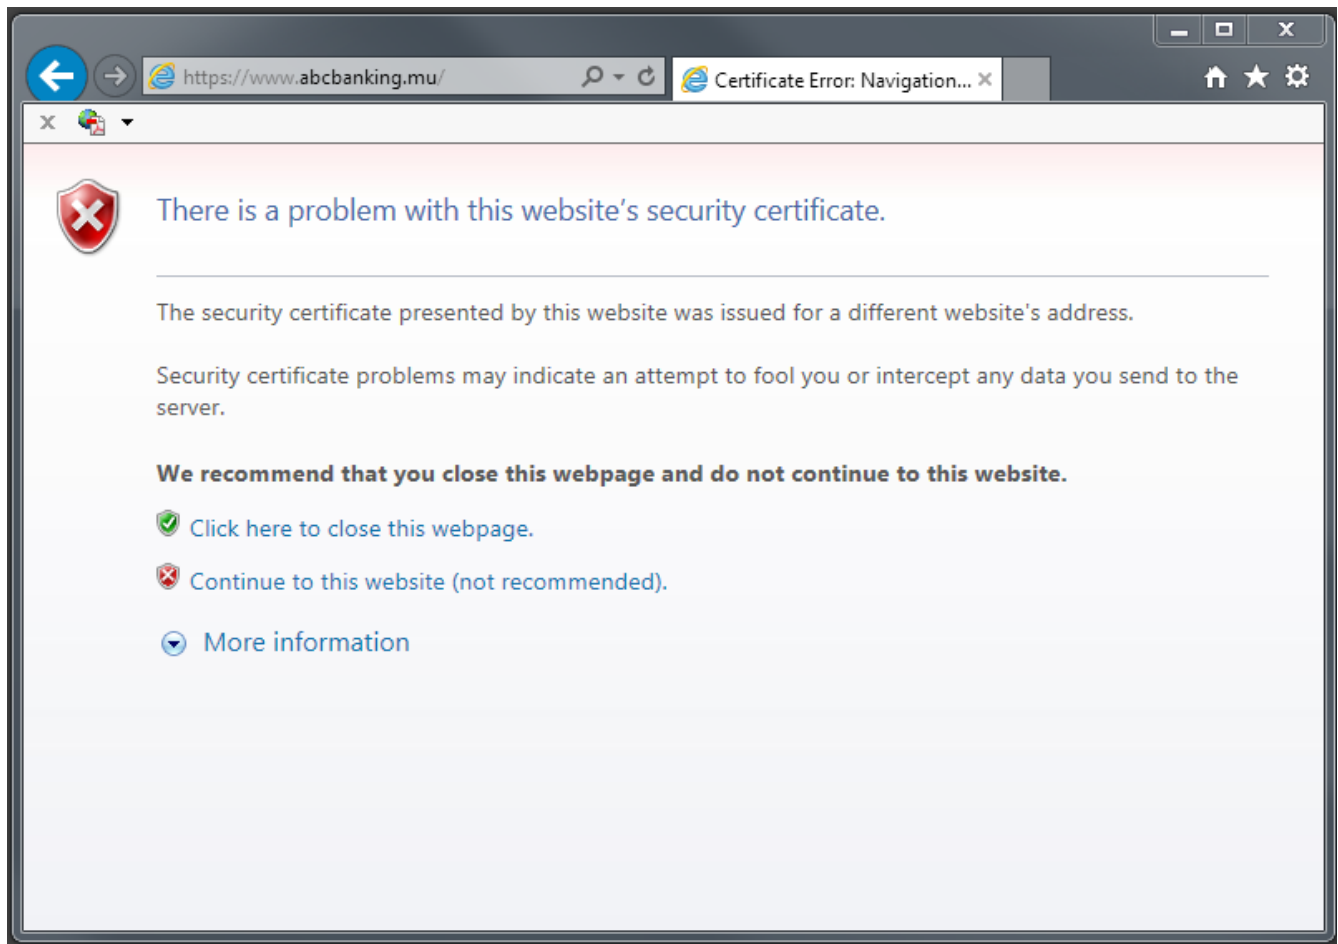 https://www.abcbanking.mu/
Certificate Error: Navigation...
There is a problem with this website's security certificate.
The security certificate presented by this website was issued for a different website's address.
Security certificate problems may indicate an attempt to fool you or intercept any data you send to the
server.
We recommend that you close this webpage and do not continue to this website.
Click here to close this webpage.
Continue to this website (not recommended).
More information